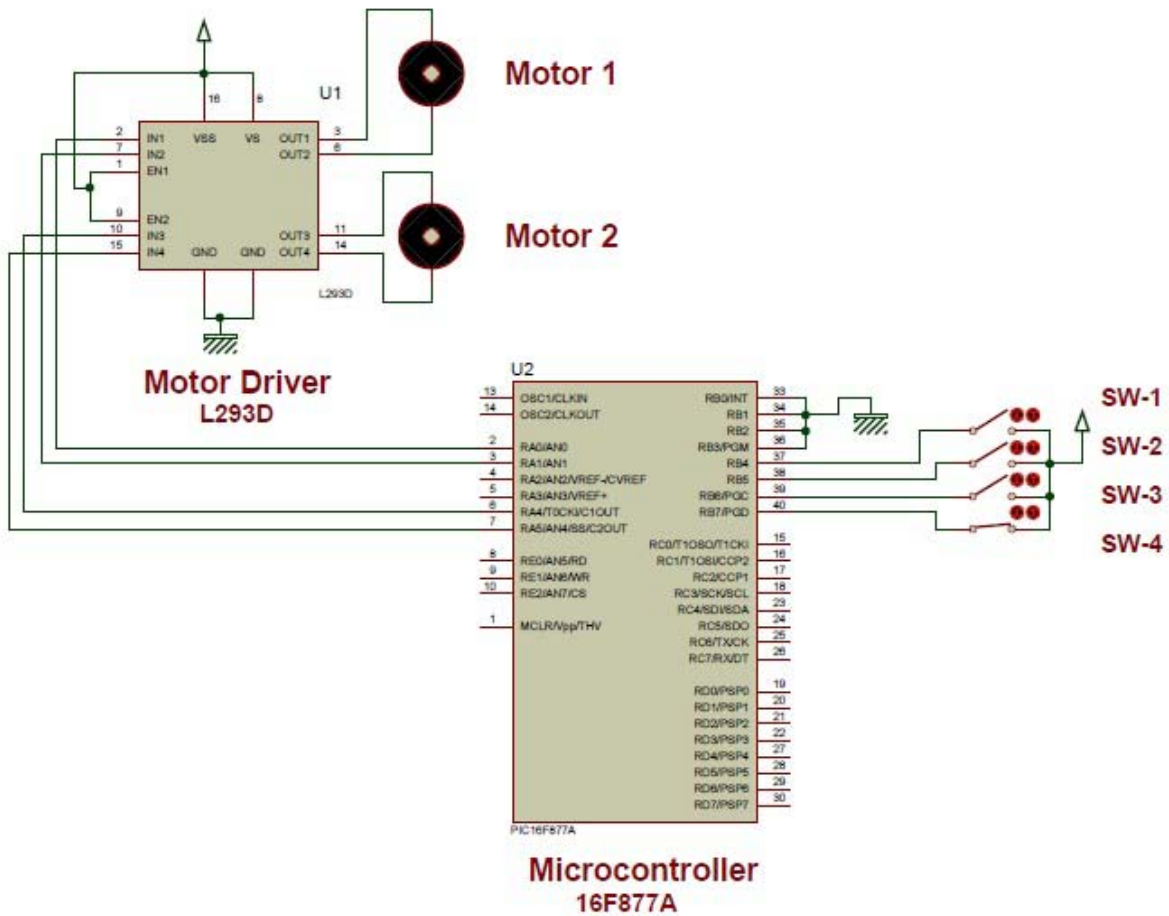 Motor 1
U1
16
8
2
IN1
VSS
VS
OUT1
3
7
IN2
OUT2
6
1
EN1
9
EN2
Motor 2
10
IN3
OUT3
11
15
IN4
GND
GND
OUT4
14
L293D
Motor Driver
L293D
U2
13
OSC1/CLKIN
RB0/INT
33
SW-1
14
OSC2/CLKOUT
RB1
34
RB2
35
2
RA0/AN0
RB3/PGM
36
SW-2
3
RA1/AN1
RB4
37
4
RA2/AN2/VREF-/CVREF
RB5
38
5
RA3/AN3/VREF+
RB6/PGC
39
SW-3
6
RA4/T0CKI/C1OUT
RB7/PGD
40
7
RA5/AN4/SS/C2OUT
SW-4
RC0/T1OSO/T1CKI
15
8
RE0/AN5/RD
RC1/T1OSI/CCP2
16
9
RE1/AN6/WR
RC2/CCP1
17
10
RE2/AN7/CS
RC3/SCK/SCL
18
RC4/SDI/SDA
23
1
MCLR/Vpp/THV
RC5/SDO
24
RC6/TX/CK
25
RC7/RX/DT
26
RD0/PSP0
19
RD1/PSP1
20
RD2/PSP2
21
RD3/PSP3
22
RD4/PSP4
27
RD5/PSP5
28
RD6/PSP6
29
RD7/PSP7
30
PIC16F877A
Microcontroller
16F877A